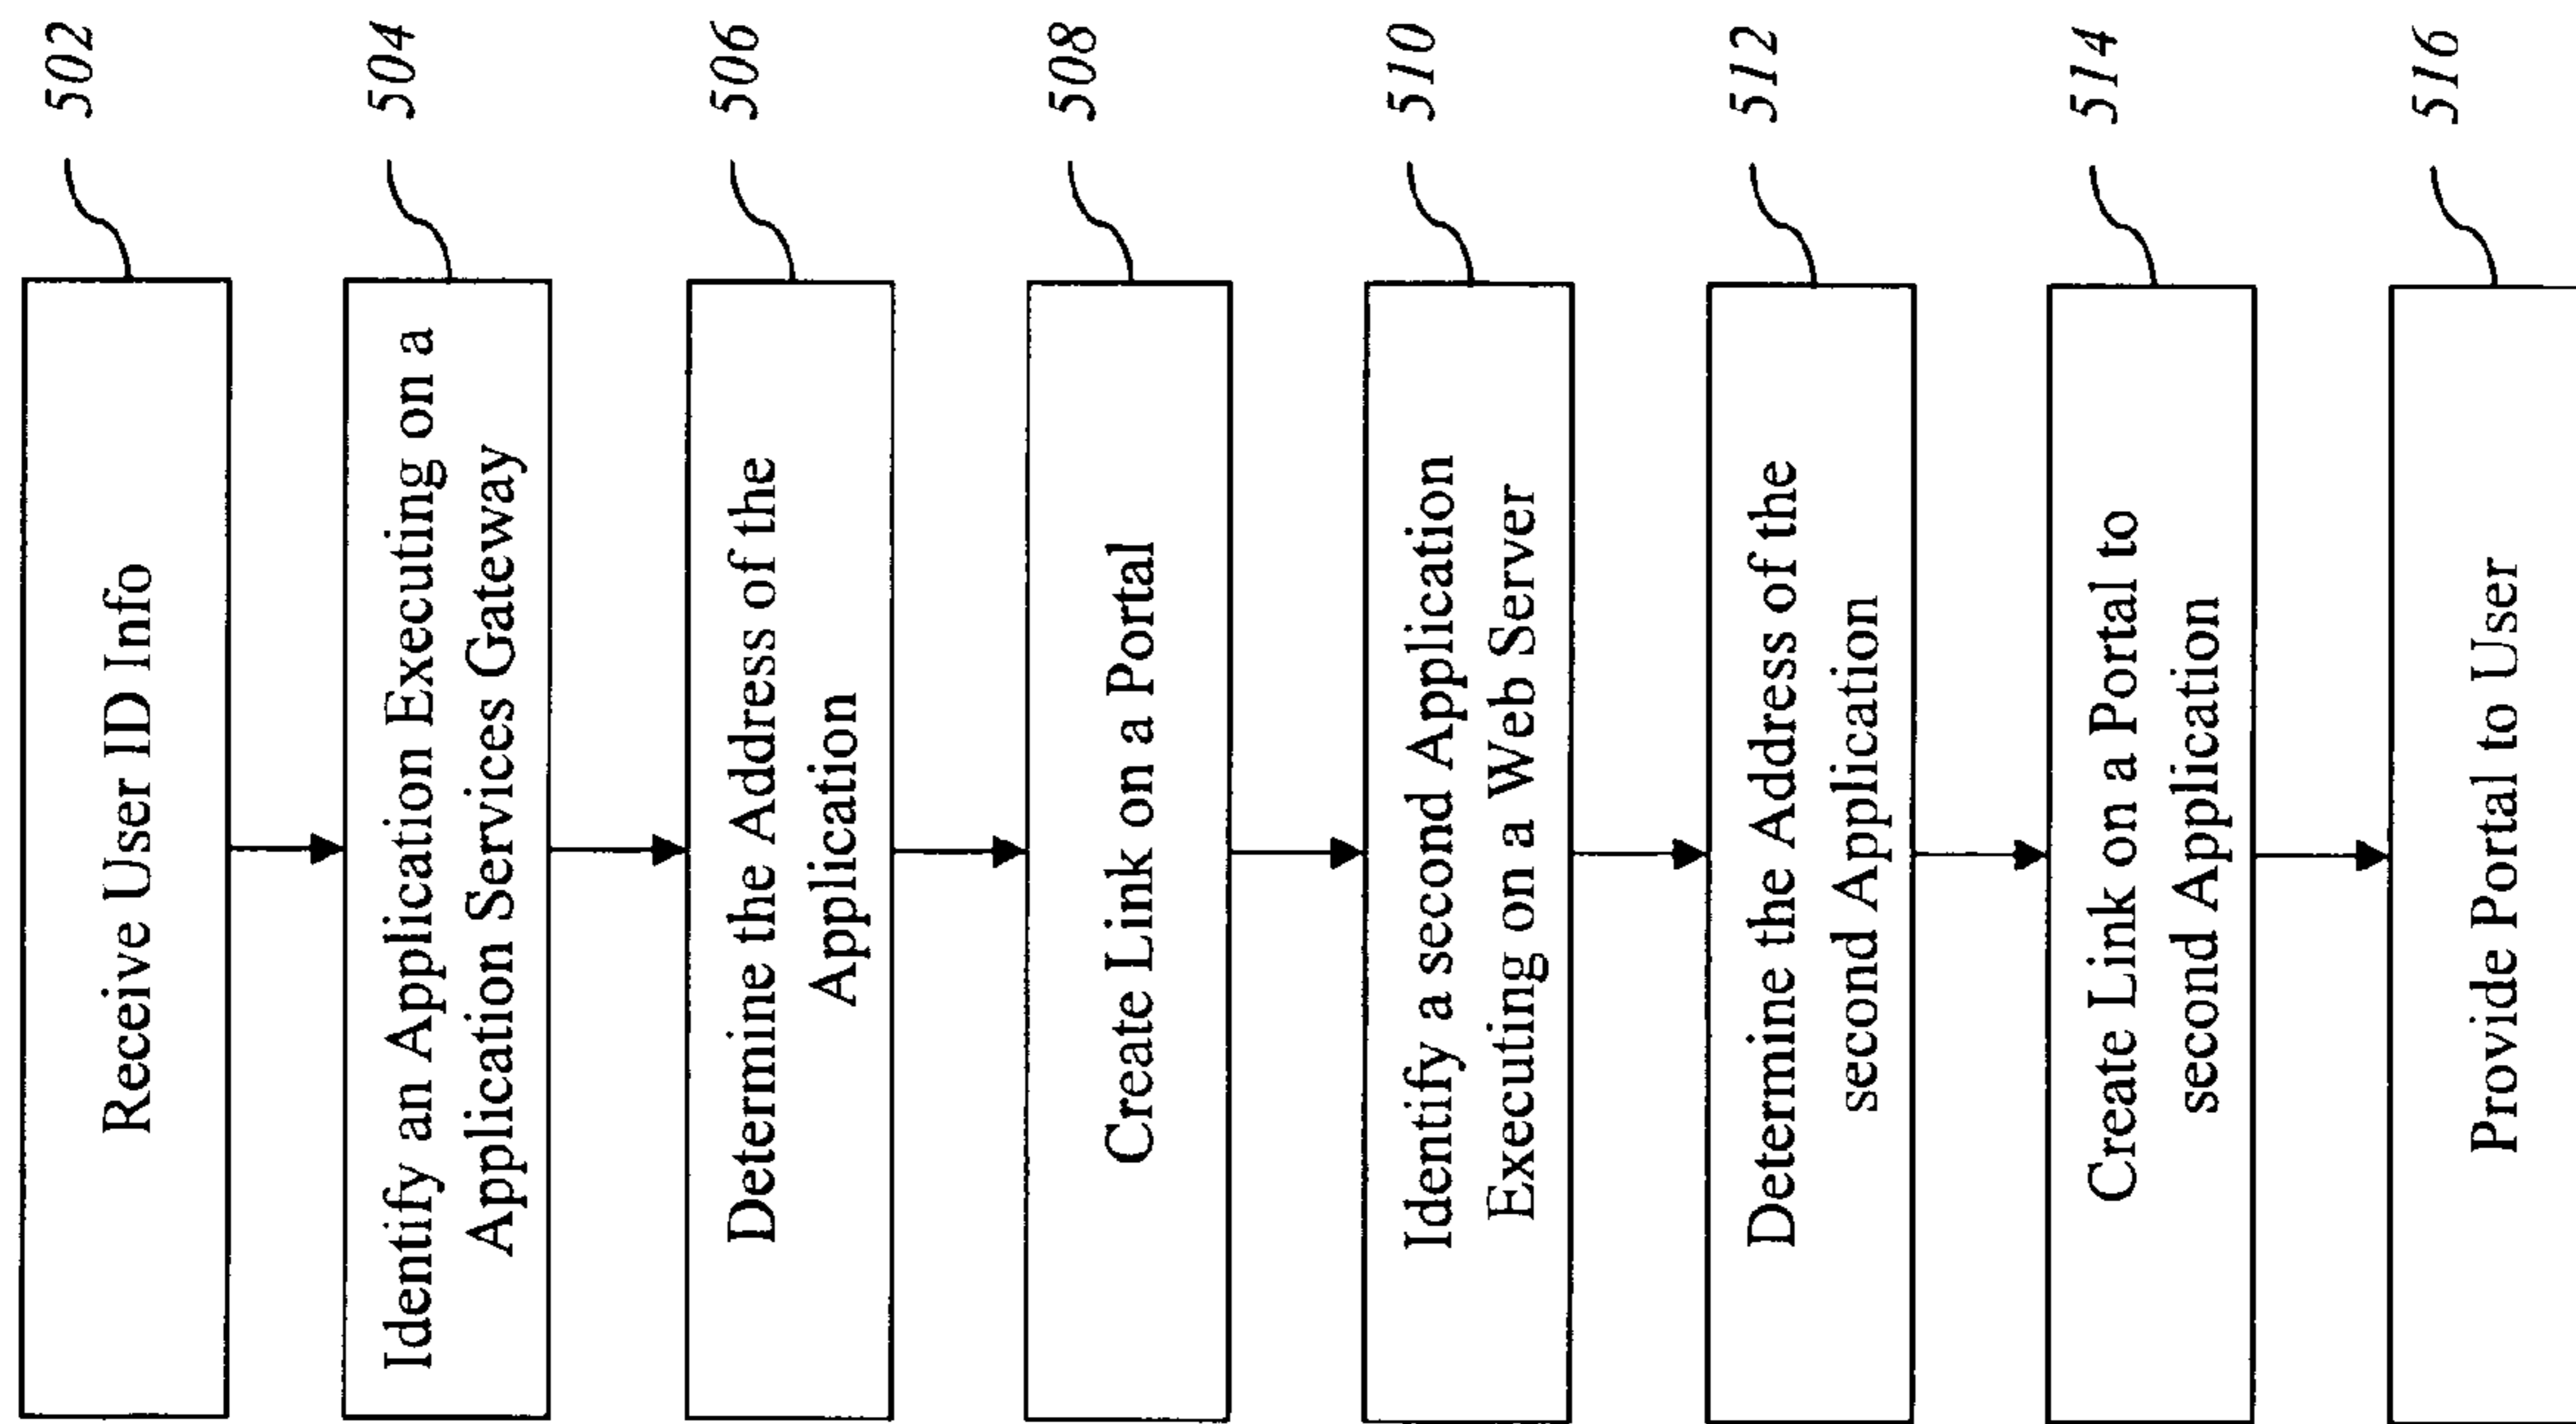 502
Receive User ID Info
504
Identify an Application Executing on a
Application Services Gateway
506
Determine the Address of the
Application
508
Create Link on a Portal
510
Identify a second Application
Executing on a Web Server
512
Determine the Address of the
second Application
514
Create Link on a Portal to
second Application
516
Provide Portal to User